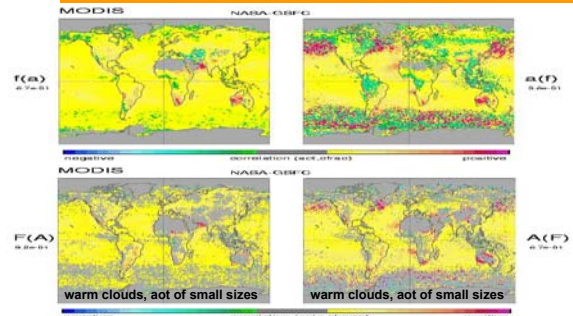 MODIS NASA-GSFC
f(a) a(f)
negative correlation (act,cfrac) positive
MODIS NASA-GSFC
F(A) A(F)
warm clouds, aot of small sizes warm clouds, aot of small sizes